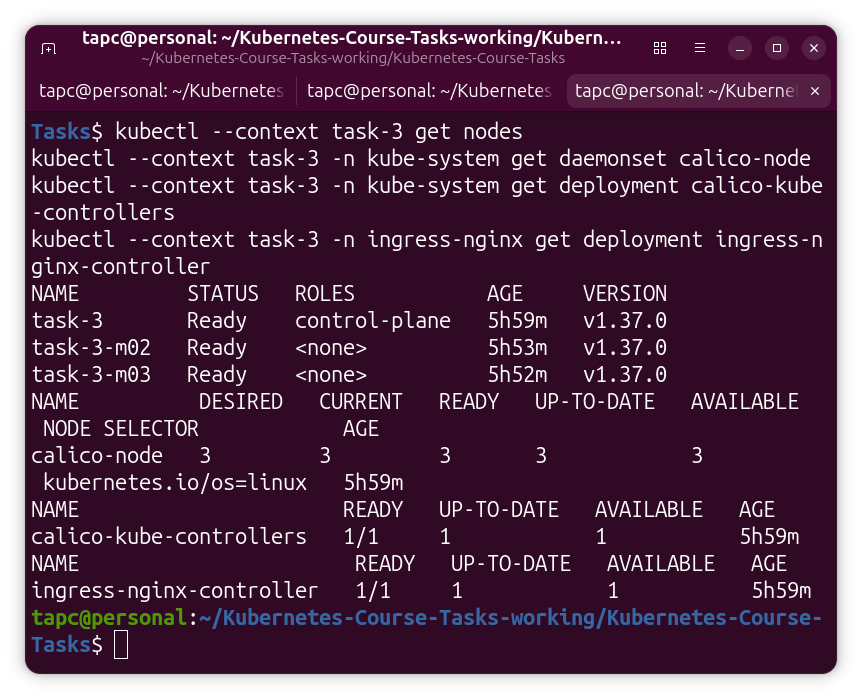 tapc@personal: ~/Kubernetes-Course-Tasks-working/Kubern...
~/Kubernetes-Course-Tasks-working/Kubernetes-Course-Tasks
tapc@personal: ~/Kubernetes tapc@personal: ~/Kubernetes tapc@personal: ~/Kubernet
Tasks$ kubectl --context task-3 get nodes
kubectl --context task-3 -n kube-system get daemonset calico-node
kubectl --context task-3 -n kube-system get deployment calico-kube
-controllers
kubectl --context task-3 -n ingress-nginx get deployment ingress-n
ginx-controller
NAME         STATUS   ROLES           AGE     VERSION
task-3       Ready    control-plane   5h59m   v1.37.0
task-3-m02   Ready    <none>          5h53m   v1.37.0
task-3-m03   Ready    <none>          5h52m   v1.37.0
NAME          DESIRED   CURRENT   READY   UP-TO-DATE   AVAILABLE
 NODE SELECTOR            AGE
calico-node   3         3         3       3            3
 kubernetes.io/os=linux   5h59m
NAME                      READY   UP-TO-DATE   AVAILABLE   AGE
calico-kube-controllers   1/1     1            1           5h59m
NAME                       READY   UP-TO-DATE   AVAILABLE   AGE
ingress-nginx-controller   1/1     1            1           5h59m
tapc@personal:~/Kubernetes-Course-Tasks-working/Kubernetes-Course-
Tasks$